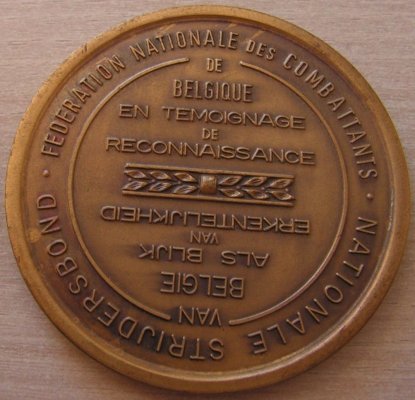 FEDERATION NATIONALE DES COMBATTANTS
DE
BELGIQUE
EN TEMOIGNAGE
DE
RECONNAISSANCE
NATIONALE STRIJDERSBOND
VAN
BELGIE
ALS BLIJK
VAN
ERKENTELIJKHEID